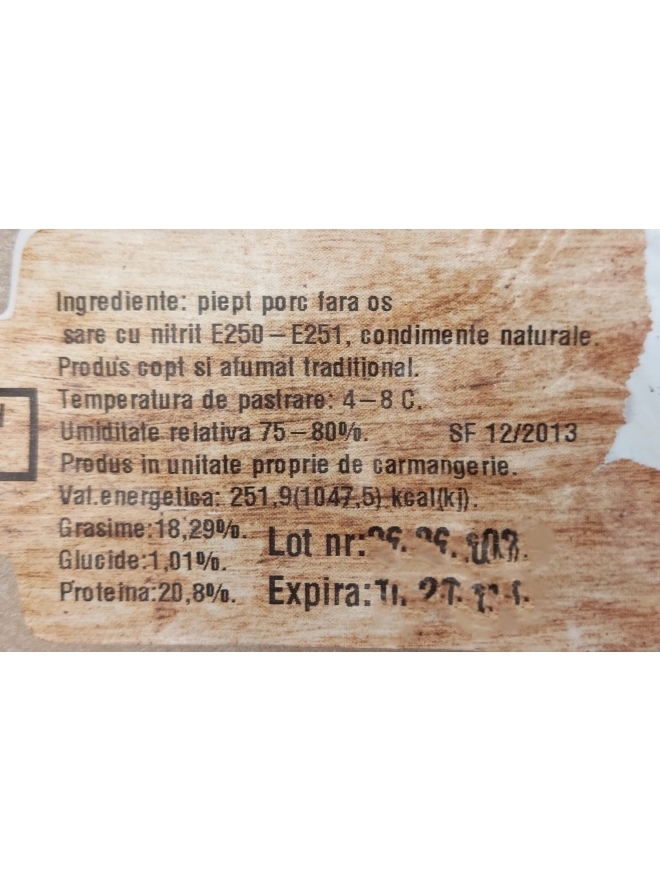 Ingrediente: piept porc fara os
sare cu nitrit E250 – E251, condimente naturale.
Produs copt si afumat traditional.
Temperatura de pastrare: 4 – 8 C.
Umiditate relativa 75 – 80%. SF 12/2013
Produs in unitate proprie de carmangerie.
Val.energetica: 251,9(1047,5) kcal(kj).
Grasime:18,29%.
Glucide:1,01%.
Proteina:20,8%.
Lot nr:
Expira: